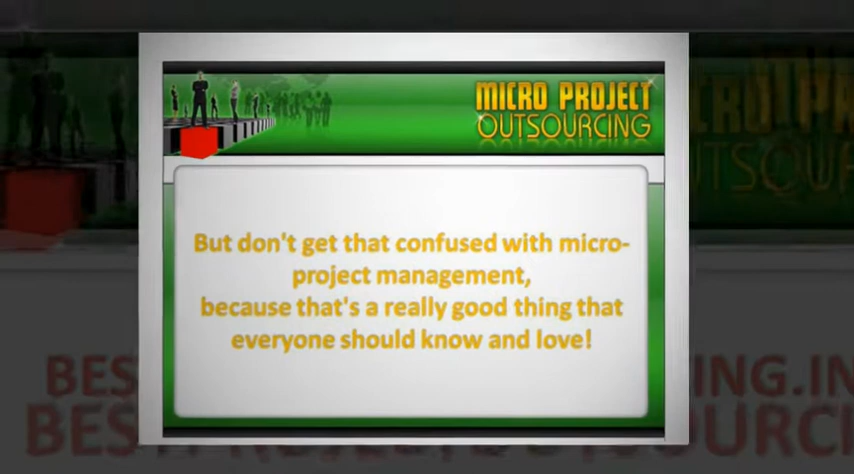 MICRO PROJECT
OUTSOURCING
But don't get that confused with micro-
project management,
because that's a really good thing that
everyone should know and love!